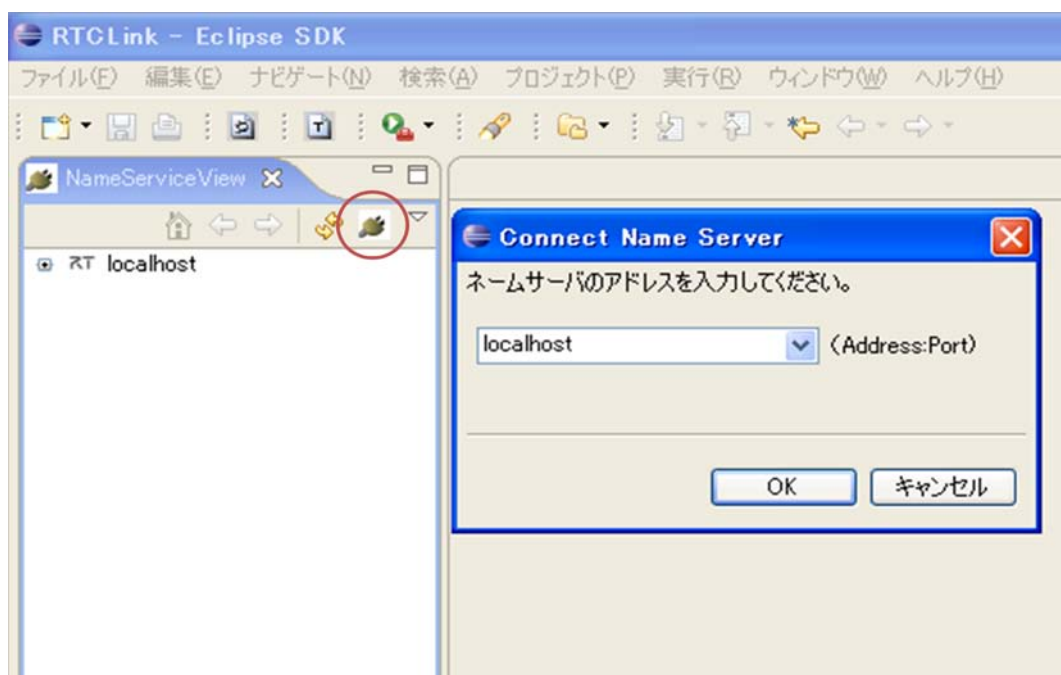 RTCLink - Eclipse SDK
ファイル(F) 編集(E) ナビゲート(N) 検索(A) プロジェクト(P) 実行(R) ウィンドウ(W) ヘルプ(H)
NameServiceView
RT localhost
Connect Name Server
ネームサーバのアドレスを入力してください。
localhost (Address:Port)
OK キャンセル